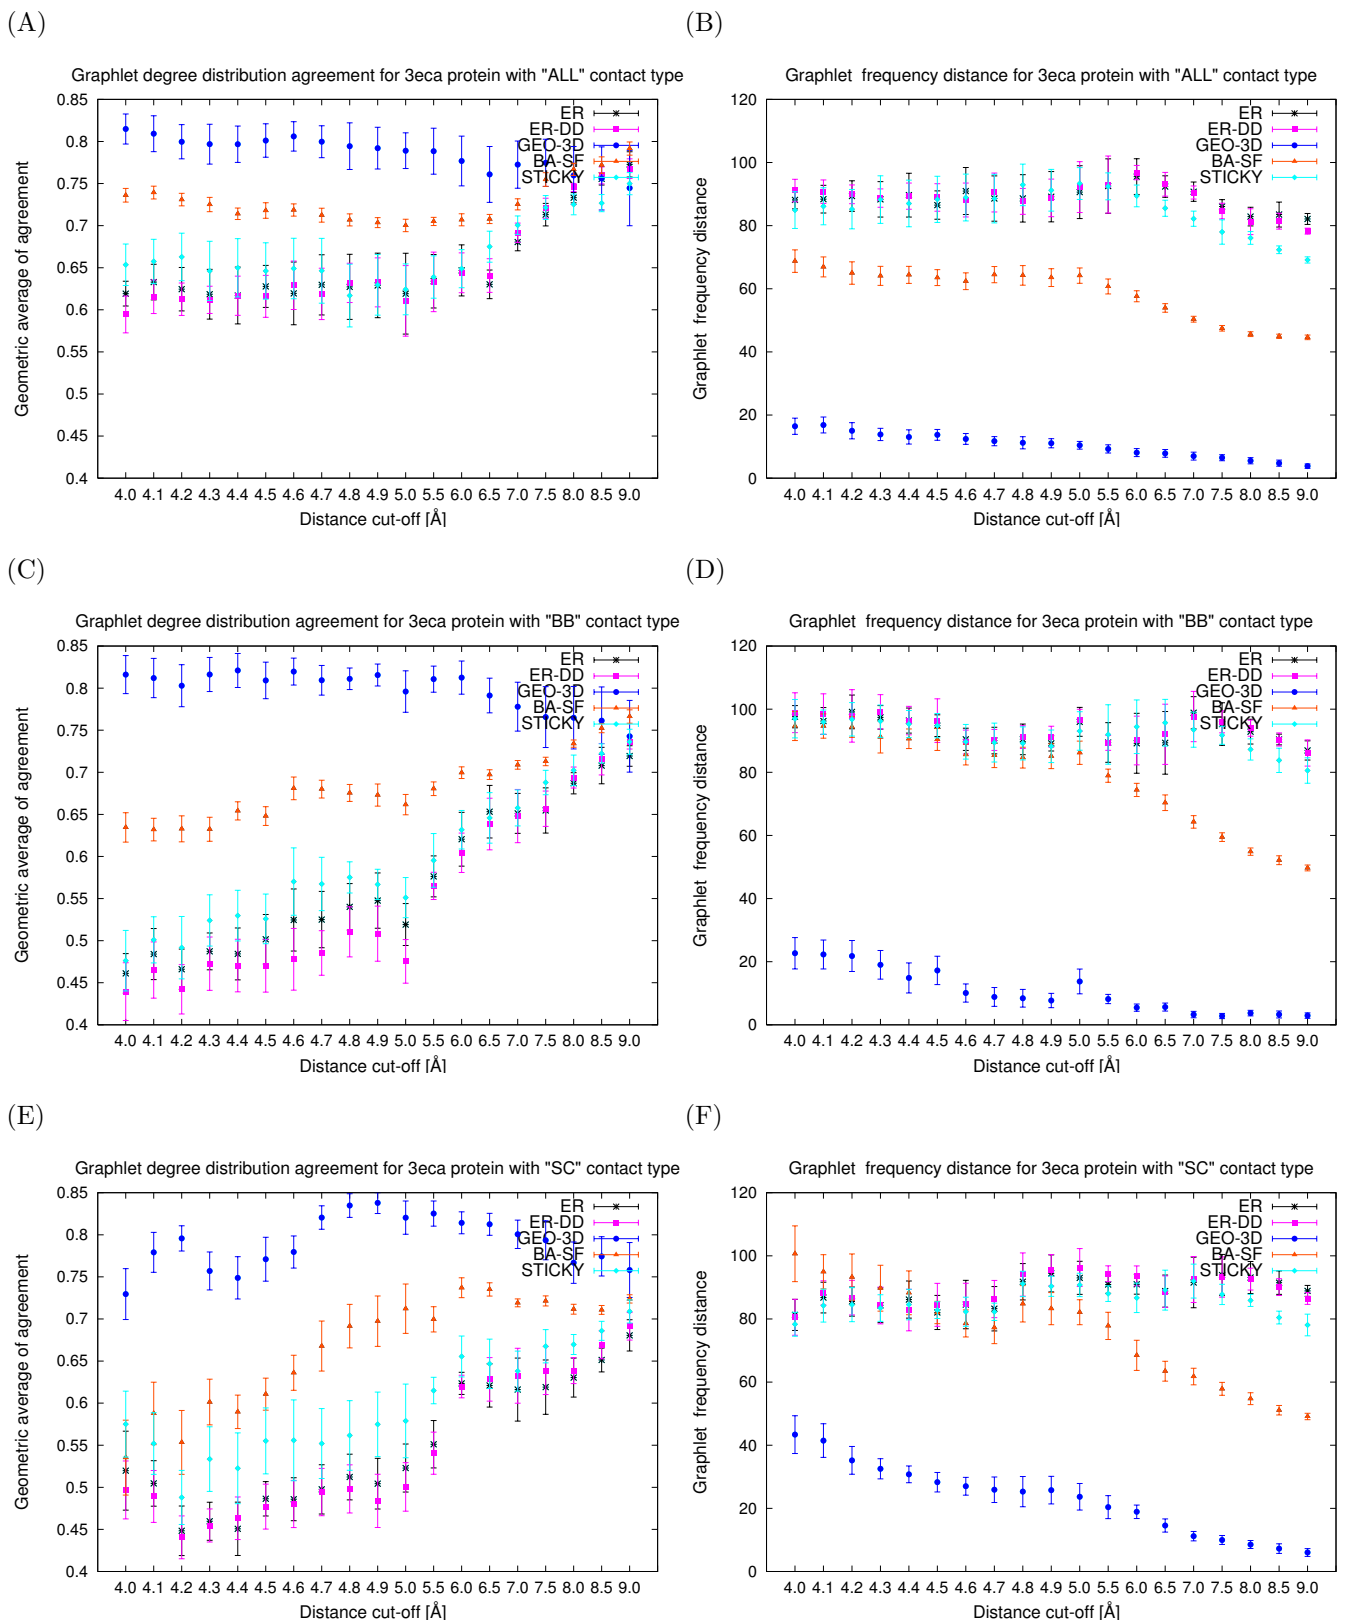 (A)
Graphlet degree distribution agreement for 3eca protein with "ALL" contact type
Geometric average of agreement
0.85
0.8
0.75
0.7
0.65
0.6
0.55
0.5
0.45
0.4
ER
ER-DD
GEO-3D
BA-SF
STICKY
4.0 4.1 4.2 4.3 4.4 4.5 4.6 4.7 4.8 4.9 5.0 5.5 6.0 6.5 7.0 7.5 8.0 8.5 9.0
Distance cut-off [Å]
(B)
Graphlet frequency distance for 3eca protein with "ALL" contact type
Graphlet frequency distance
120
100
80
60
40
20
0
ER
ER-DD
GEO-3D
BA-SF
STICKY
4.0 4.1 4.2 4.3 4.4 4.5 4.6 4.7 4.8 4.9 5.0 5.5 6.0 6.5 7.0 7.5 8.0 8.5 9.0
Distance cut-off [Å]
(C)
Graphlet degree distribution agreement for 3eca protein with "BB" contact type
Geometric average of agreement
0.85
0.8
0.75
0.7
0.65
0.6
0.55
0.5
0.45
0.4
ER
ER-DD
GEO-3D
BA-SF
STICKY
4.0 4.1 4.2 4.3 4.4 4.5 4.6 4.7 4.8 4.9 5.0 5.5 6.0 6.5 7.0 7.5 8.0 8.5 9.0
Distance cut-off [Å]
(D)
Graphlet frequency distance for 3eca protein with "BB" contact type
Graphlet frequency distance
120
100
80
60
40
20
0
ER
ER-DD
GEO-3D
BA-SF
STICKY
4.0 4.1 4.2 4.3 4.4 4.5 4.6 4.7 4.8 4.9 5.0 5.5 6.0 6.5 7.0 7.5 8.0 8.5 9.0
Distance cut-off [Å]
(E)
Graphlet degree distribution agreement for 3eca protein with "SC" contact type
Geometric average of agreement
0.85
0.8
0.75
0.7
0.65
0.6
0.55
0.5
0.45
0.4
ER
ER-DD
GEO-3D
BA-SF
STICKY
4.0 4.1 4.2 4.3 4.4 4.5 4.6 4.7 4.8 4.9 5.0 5.5 6.0 6.5 7.0 7.5 8.0 8.5 9.0
Distance cut-off [Å]
(F)
Graphlet frequency distance for 3eca protein with "SC" contact type
Graphlet frequency distance
120
100
80
60
40
20
0
ER
ER-DD
GEO-3D
BA-SF
STICKY
4.0 4.1 4.2 4.3 4.4 4.5 4.6 4.7 4.8 4.9 5.0 5.5 6.0 6.5 7.0 7.5 8.0 8.5 9.0
Distance cut-off [Å]